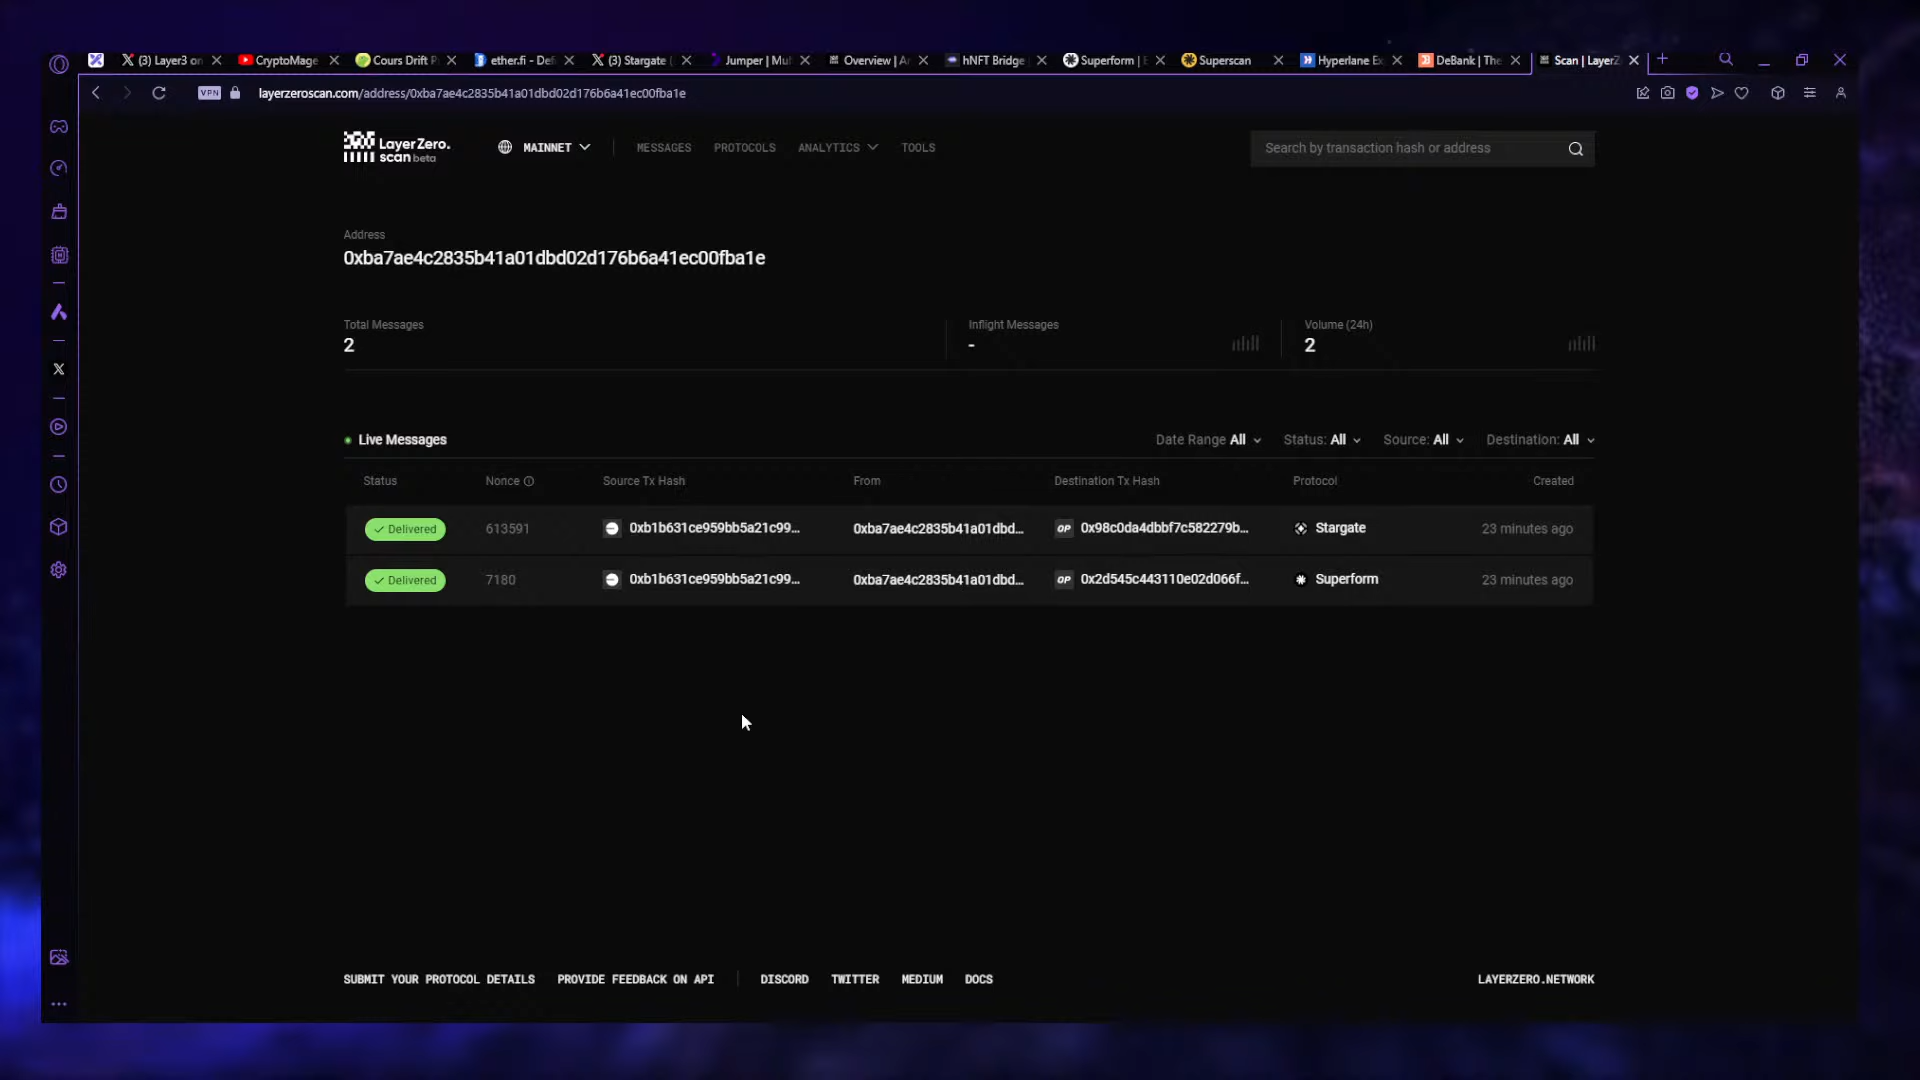 (3) Layer3 on
CryptoMage
Cours Drift P
ether.fi - Def
(3) Stargate
Jumper | Mul
Overview | A
hNFT Bridge
Superform | E
Superscan
Hyperlane Ex
DeBank | The
Scan | LayerZ
VPN
layerzeroscan.com/address/0xba7ae4c2835b41a01dbd02d176b6a41ec00fba1e
LayerZero.
scan beta
MAINNET
MESSAGES
PROTOCOLS
ANALYTICS
TOOLS
Search by transaction hash or address
Address
0xba7ae4c2835b41a01dbd02d176b6a41ec00fba1e
Total Messages
2
Inflight Messages
-
Volume (24h)
2
Live Messages
Date Range All
Status: All
Source: All
Destination: All
Status Nonce Source Tx Hash From Destination Tx Hash Protocol Created
Delivered 613591 0xb1b631ce959bb5a21c99... 0xba7ae4c2835b41a01dbd... OP 0x98c0da4dbbf7c582279b... Stargate 23 minutes ago
Delivered 7180 0xb1b631ce959bb5a21c99... 0xba7ae4c2835b41a01dbd... OP 0x2d545c443110e02d066f... Superform 23 minutes ago
SUBMIT YOUR PROTOCOL DETAILS
PROVIDE FEEDBACK ON API
DISCORD
TWITTER
MEDIUM
DOCS
LAYERZERO.NETWORK